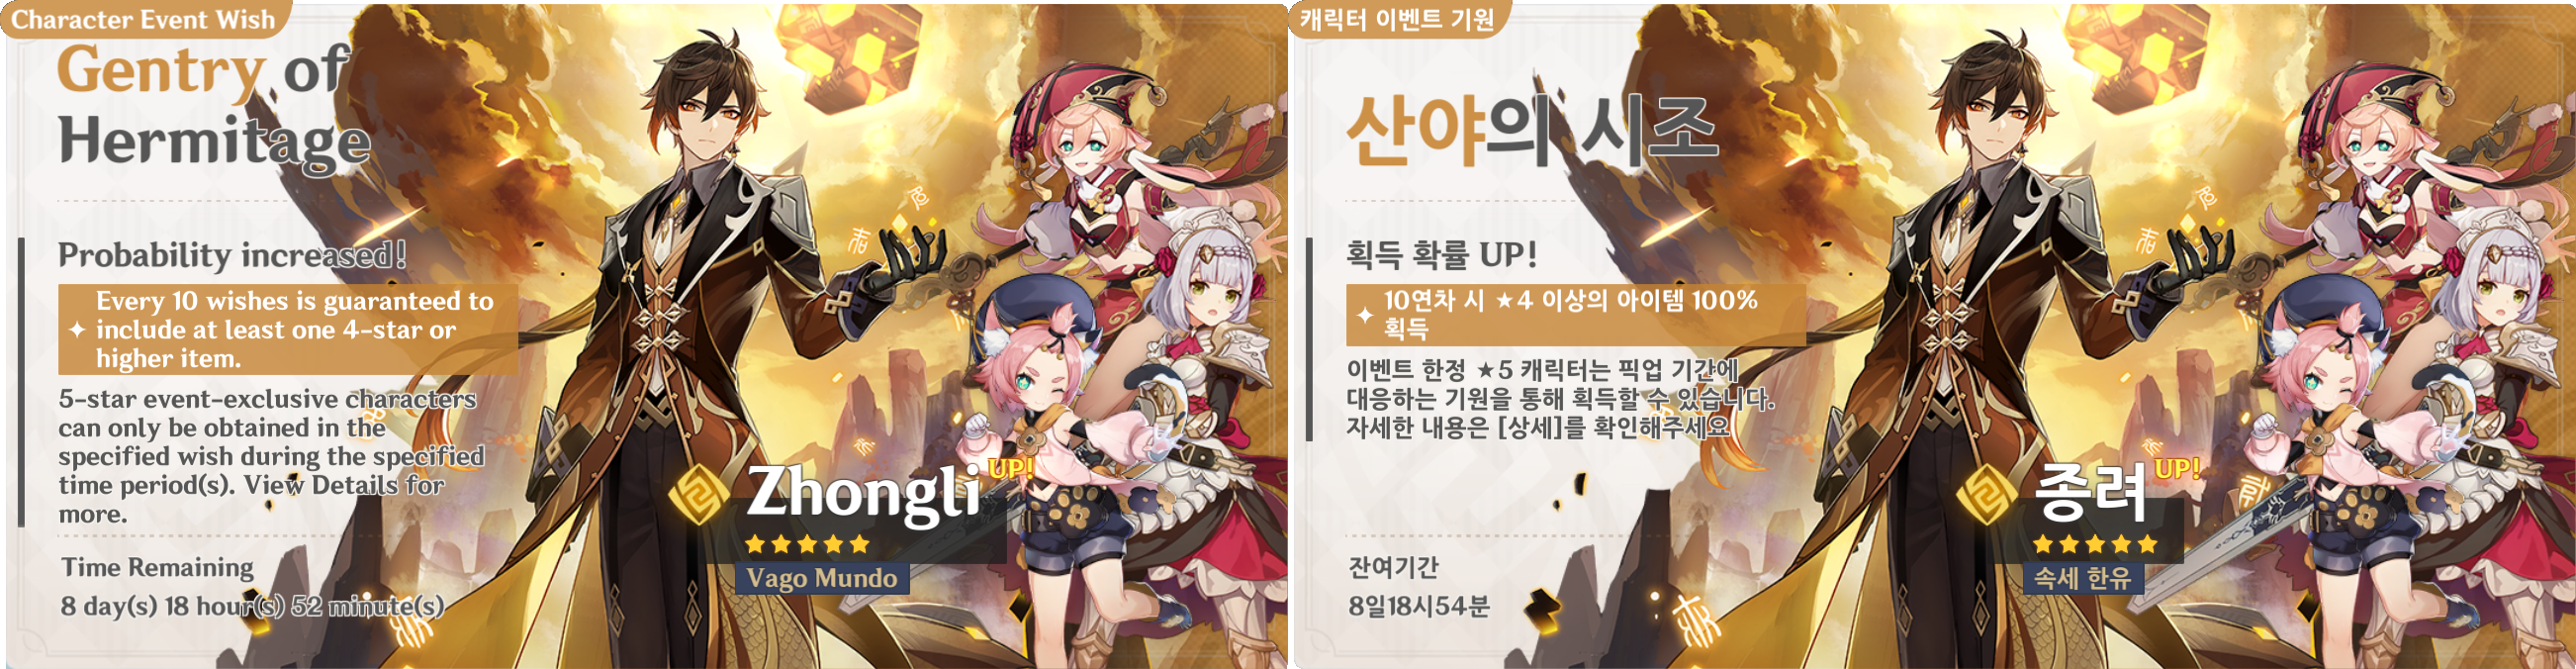 Character Event Wish
Gentry of
Hermitage
Probability increased!
Every 10 wishes is guaranteed to
include at least one 4-star or
higher item.
5-star event-exclusive characters
can only be obtained in the
specified wish during the specified
time period(s). View Details for
more.
Time Remaining
8 day(s) 18 hour(s) 52 minute(s)
Zhongli UP!
Vago Mundo
캐릭터 이벤트 기원
산야의 시조
획득 확률 UP!
10연차 시 ★4 이상의 아이템 100%
획득
이벤트 한정 ★5 캐릭터는 픽업 기간에
대응하는 기원을 통해 획득할 수 있습니다.
자세한 내용은 [상세]를 확인해주세요
잔여기간
8일18시54분
종려 UP!
속세 한유